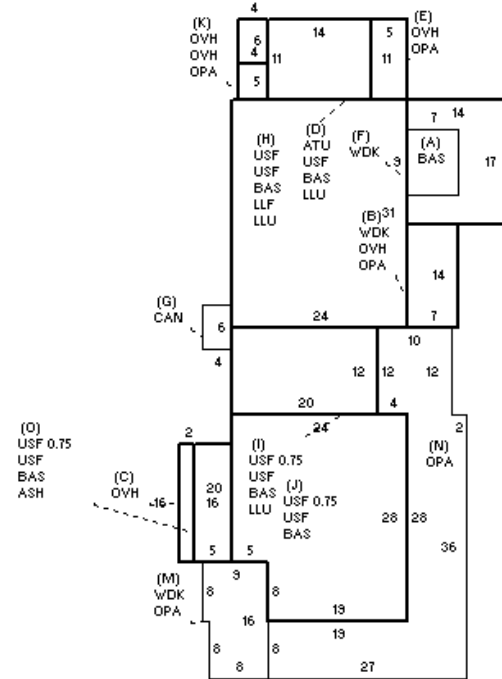 4
(K)
OVH
OVH
OPA
6
4
5
14
11
5
11
(E)
OVH
OPA
(H)
USF
USF
BAS
LLF
LLU
(D)
ATU
USF
BAS
LLU
(F)
WDK
9
7
14
(A)
BAS
17
(B)
31
WDK
OVH
OPA
14
7
(G)
CAN
6
4
24
10
12
12
12
20
4
2
24
(O)
USF 0.75
USF
BAS
ASH
2
(C)
OVH
16
20
16
5
5
(I)
USF 0.75
USF
BAS
LLU
(J)
USF 0.75
USF
BAS
28
28
(N)
OPA
36
(M)
WDK
OPA
9
8
8
16
19
19
8
8
8
27